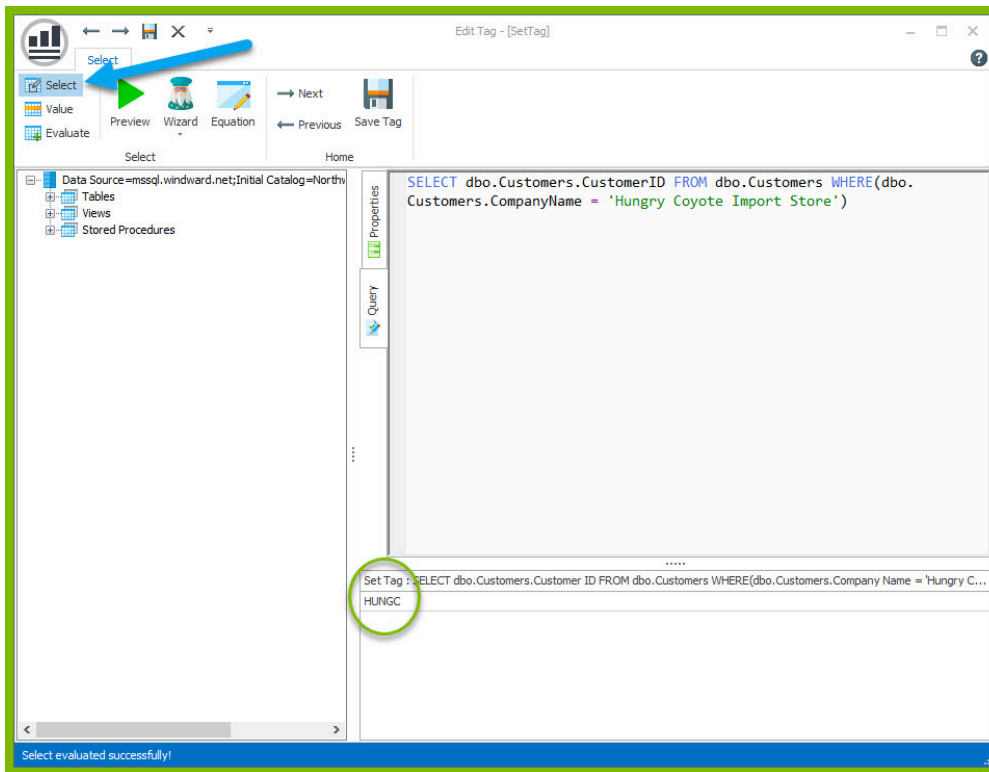 Edit Tag - [SetTag]
Select
Select
Value
Evaluate
Preview
Wizard
Equation
Next
Previous
Save Tag
Select
Home
Data Source=mssql.windward.net;Initial Catalog=Northw
Tables
Views
Stored Procedures
Properties
Query
SELECT dbo.Customers.CustomerID FROM dbo.Customers WHERE(dbo.
Customers.CompanyName = 'Hungry Coyote Import Store')
Set Tag : SELECT dbo.Customers.Customer ID FROM dbo.Customers WHERE(dbo.Customers.Company Name = 'Hungry C...
HUNGC
Select evaluated successfully!